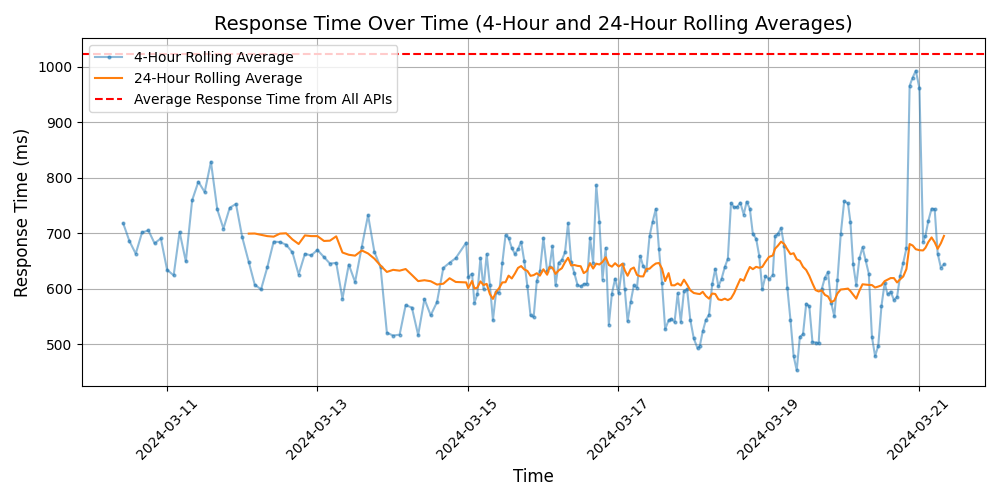 Response Time Over Time (4-Hour and 24-Hour Rolling Averages)
4-Hour Rolling Average
24-Hour Rolling Average
Average Response Time from All APIs
Response Time (ms)
1000
900
800
700
600
500
2024-03-11
2024-03-13
2024-03-15
2024-03-17
2024-03-19
2024-03-21
Time